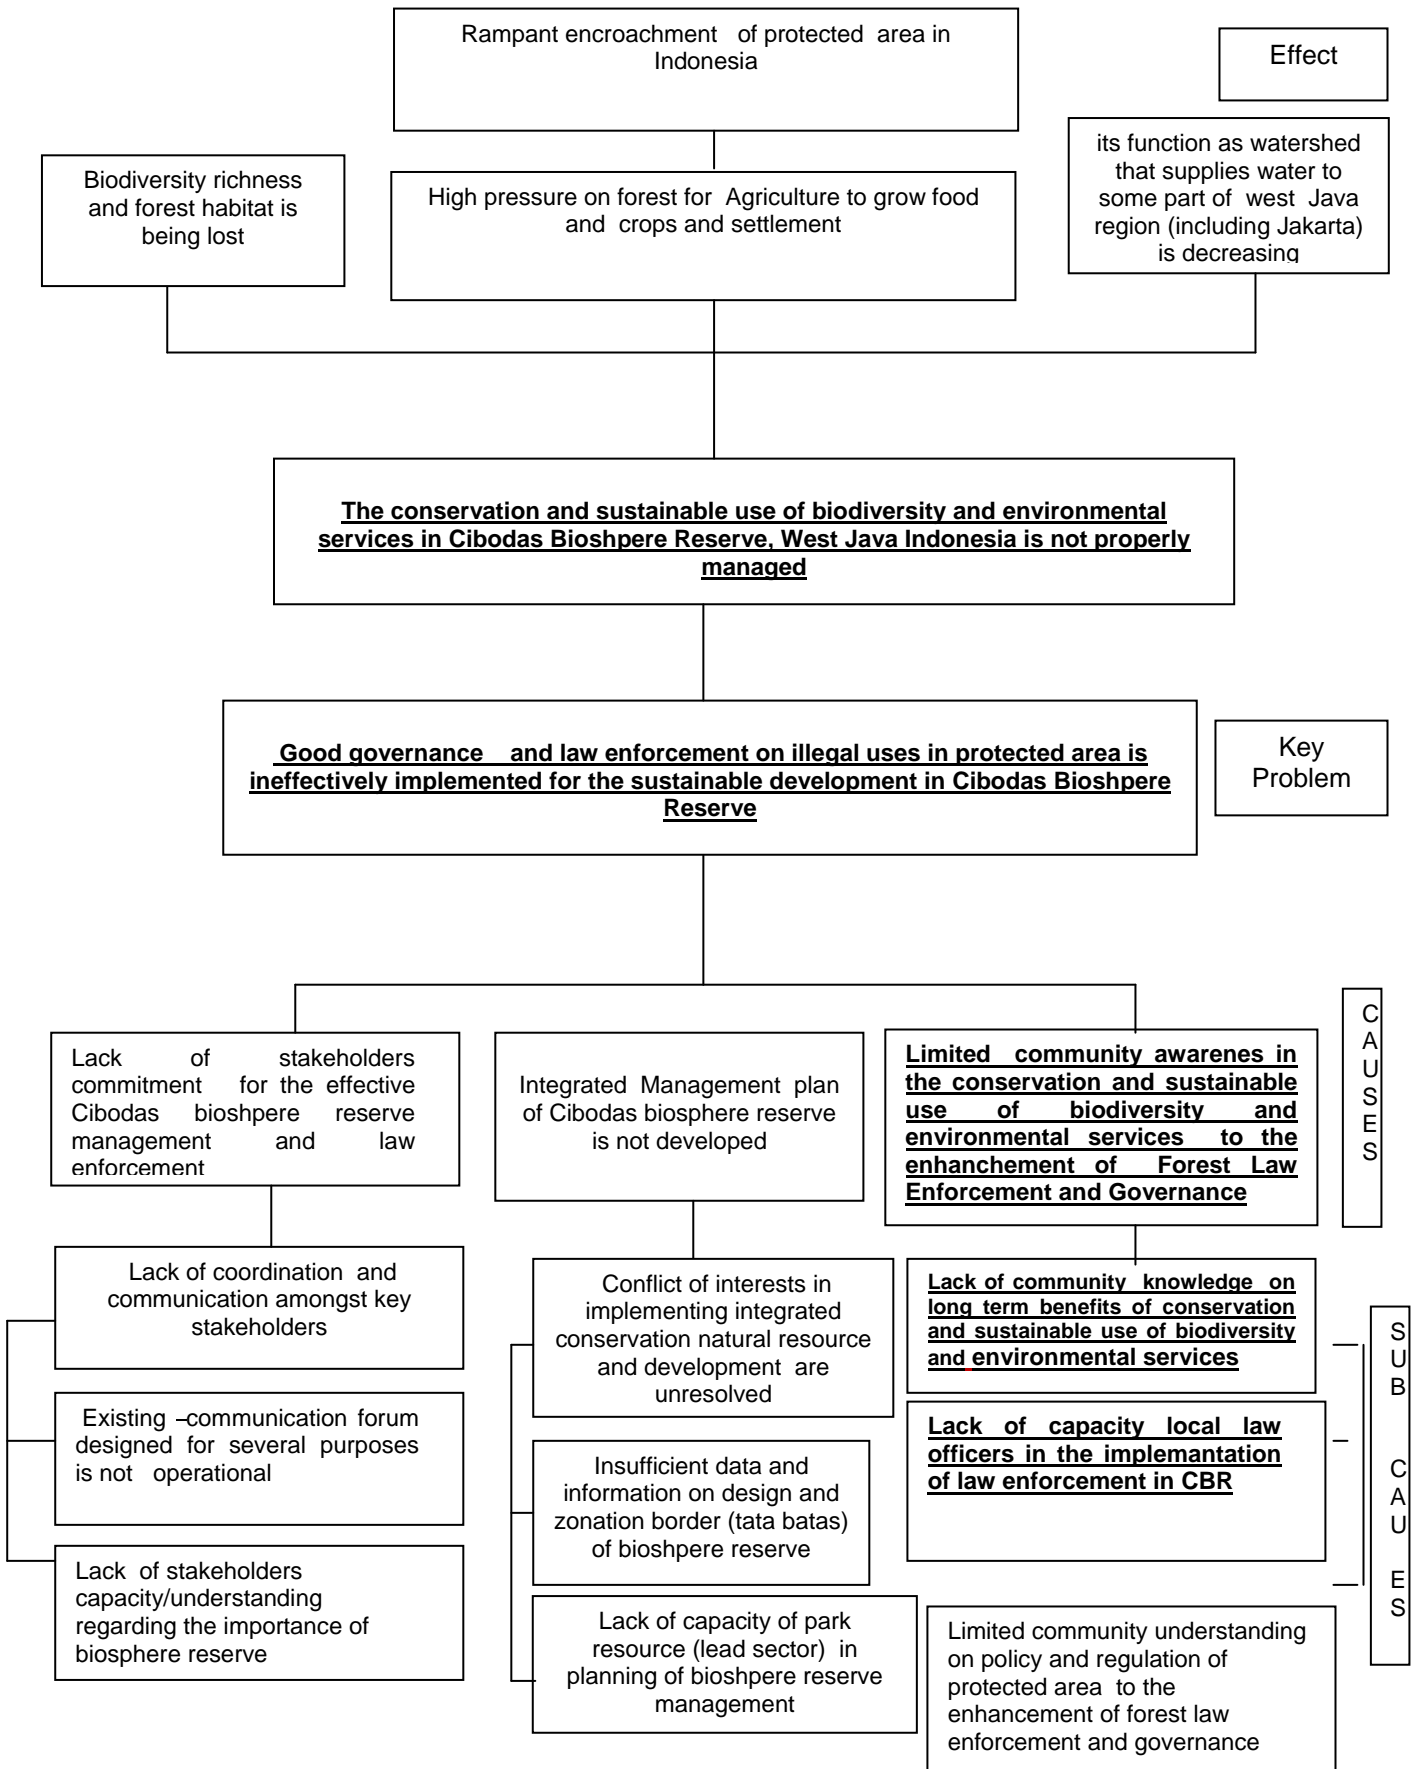 Rampant encroachment of protected area in
Indonesia
Effect
Biodiversity richness
and forest habitat is
being lost
High pressure on forest for Agriculture to grow food
and crops and settlement
its function as watershed
that supplies water to
some part of west Java
region (including Jakarta)
is decreasing
The conservation and sustainable use of biodiversity and environmental
services in Cibodas Bioshpere Reserve, West Java Indonesia is not properly
managed
Good governance and law enforcement on illegal uses in protected area is
ineffectively implemented for the sustainable development in Cibodas Bioshpere
Reserve
Key
Problem
C
A
U
S
E
S
Lack of stakeholders
commitment for the effective
Cibodas bioshpere reserve
management and law
enforcement
Integrated Management plan
of Cibodas biosphere reserve
is not developed
Limited community awarenes in
the conservation and sustainable
use of biodiversity and
environmental services to the
enhanchement of Forest Law
Enforcement and Governance
Lack of coordination and
communication amongst key
stakeholders
Existing –communication forum
designed for several purposes
is not operational
Lack of stakeholders
capacity/understanding
regarding the importance of
biosphere reserve
Conflict of interests in
implementing integrated
conservation natural resource
and development are
unresolved
Insufficient data and
information on design and
zonation border (tata batas)
of bioshpere reserve
Lack of capacity of park
resource (lead sector) in
planning of bioshpere reserve
management
Lack of community knowledge on
long term benefits of conservation
and sustainable use of biodiversity
and environmental services
Lack of capacity local law
officers in the implemantation
of law enforcement in CBR
Limited community understanding
on policy and regulation of
protected area to the
enhancement of forest law
enforcement and governance
S
U
B
C
A
U
E
S